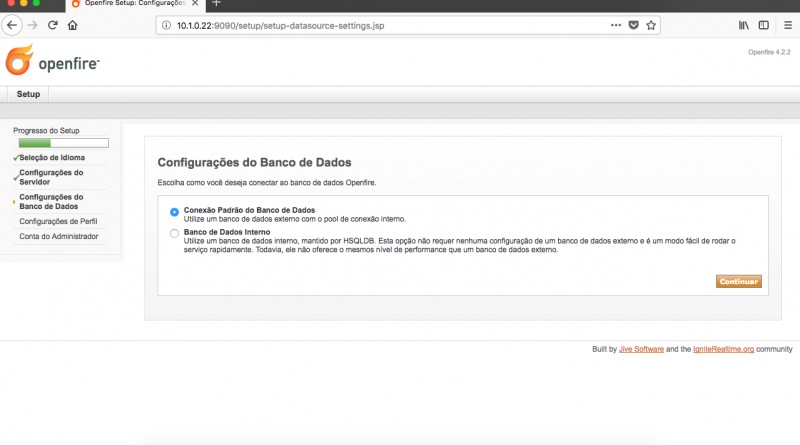 Openfire Setup: Configurações
10.1.0.22:9090/setup/setup-datasource-settings.jsp
openfire™
Openfire 4.2.2
Setup
Progresso do Setup
Seleção de Idioma
Configurações do
Servidor
Configurações do
Banco de Dados
Configurações de Perfil
Conta do Administrador
Configurações do Banco de Dados
Escolha como você deseja conectar ao banco de dados Openfire.
Conexão Padrão do Banco de Dados
Utilize um banco de dados externo com o pool de conexão interno.
Banco de Dados Interno
Utilize um banco de dados interno, mantido por HSQLDB. Esta opção não requer nenhuma configuração de um banco de dados externo e é um modo fácil de rodar o
serviço rapidamente. Todavia, ele não oferece o mesmos nível de performance que um banco de dados externo.
Continuar
Built by Jive Software and the IgniteRealtime.org community